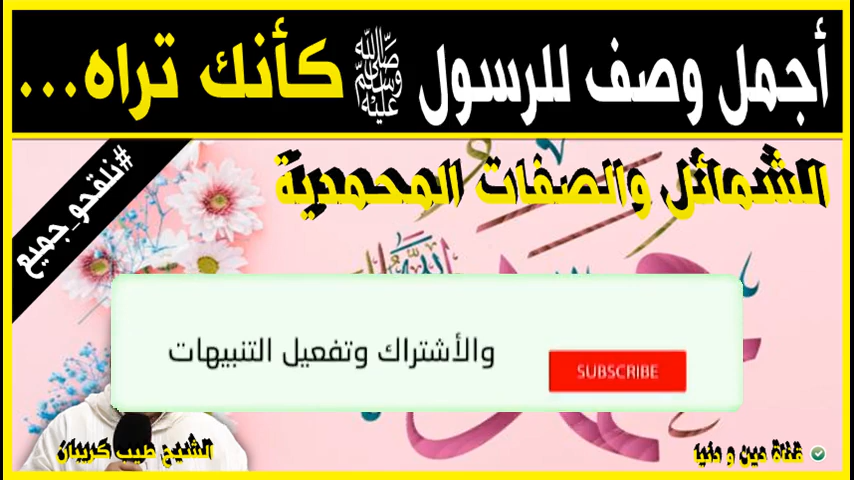 أجمل وصف للرسول ﷺ كأنك تراه...
الشمائل والصفات المحمدية
#نلقحو_جميع
والأشتراك وتفعيل التنبيهات
SUBSCRIBE
الشيخ طيب كريبان
قناة دين و دنيا